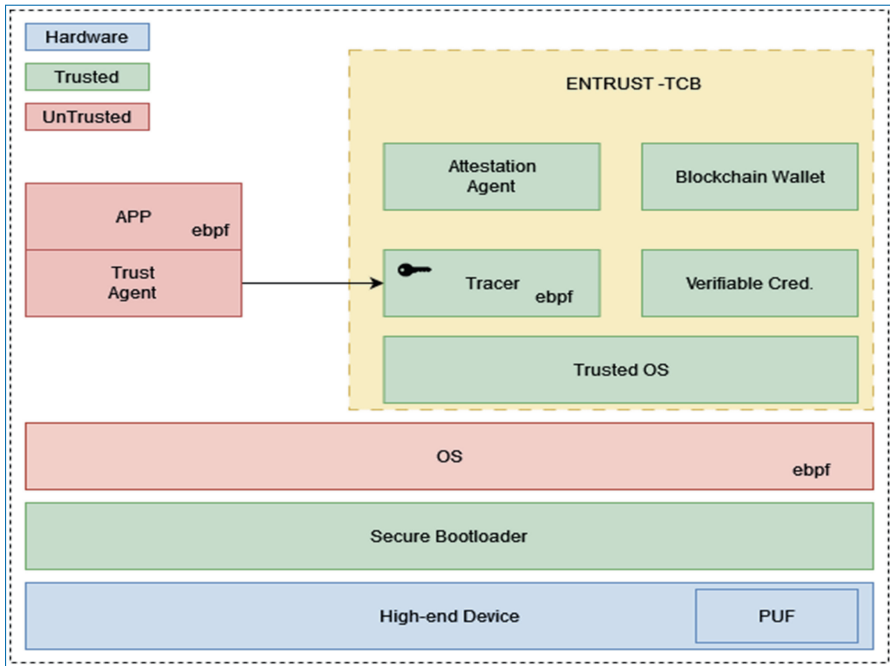 Hardware
Trusted
UnTrusted
ENTRUST -TCB
Attestation
Agent
Blockchain Wallet
APP
ebpf
Trust
Agent
Tracer
ebpf
Verifiable Cred.
Trusted OS
OS
ebpf
Secure Bootloader
High-end Device
PUF